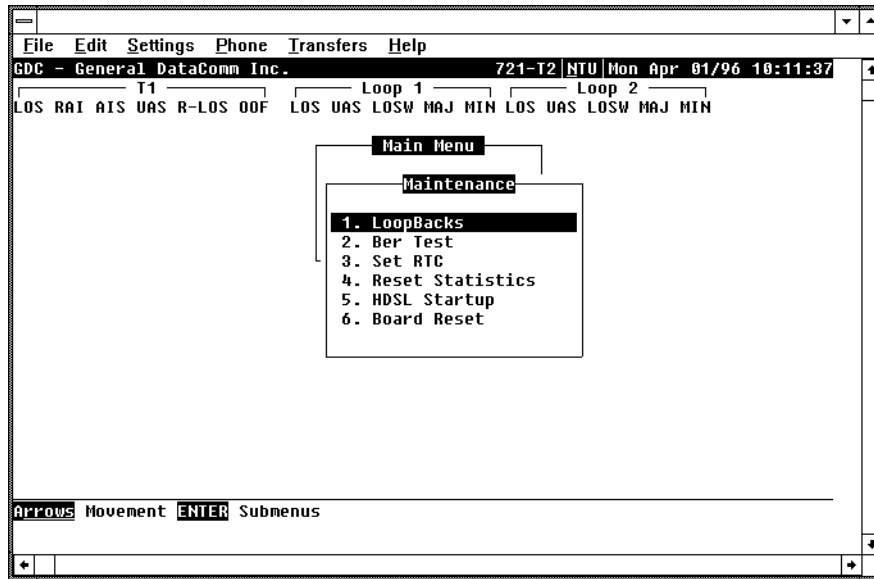 File Edit Settings Phone Transfers Help
GDC - General DataComm Inc. 721-T2|NTU|Mon Apr 01/96 10:11:37
T1 Loop 1 Loop 2
LOS RAI AIS UAS R-LOS OOF LOS UAS LOSW MAJ MIN LOS UAS LOSW MAJ MIN
Main Menu
Maintenance
1. LoopBacks
2. Ber Test
3. Set RTC
4. Reset Statistics
5. HDSL Startup
6. Board Reset
Arrows Movement ENTER Submenus